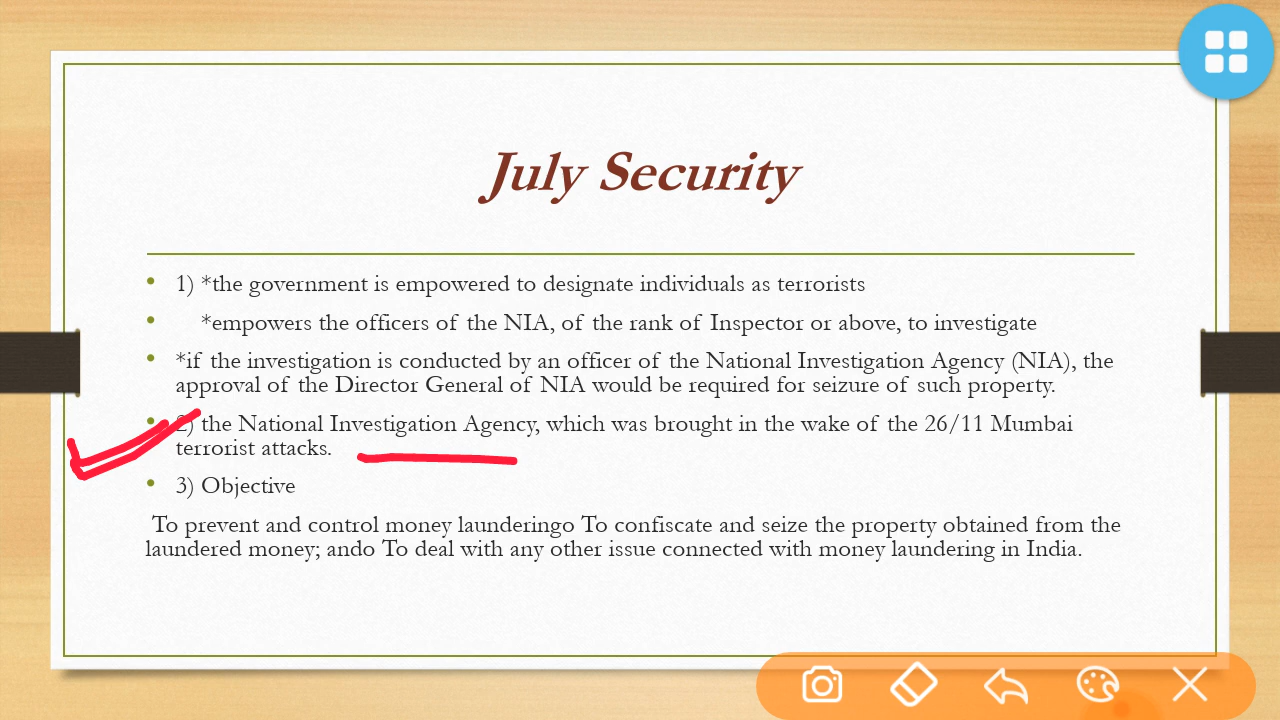 July Security
• 1) *the government is empowered to designate individuals as terrorists
• *empowers the officers of the NIA, of the rank of Inspector or above, to investigate
• *if the investigation is conducted by an officer of the National Investigation Agency (NIA), the
approval of the Director General of NIA would be required for seizure of such property.
• 2) the National Investigation Agency, which was brought in the wake of the 26/11 Mumbai
terrorist attacks.
• 3) Objective
To prevent and control money launderingo To confiscate and seize the property obtained from the
laundered money; ando To deal with any other issue connected with money laundering in India.